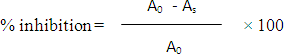 A₀ - Aₛ
% inhibition = × 100
A₀